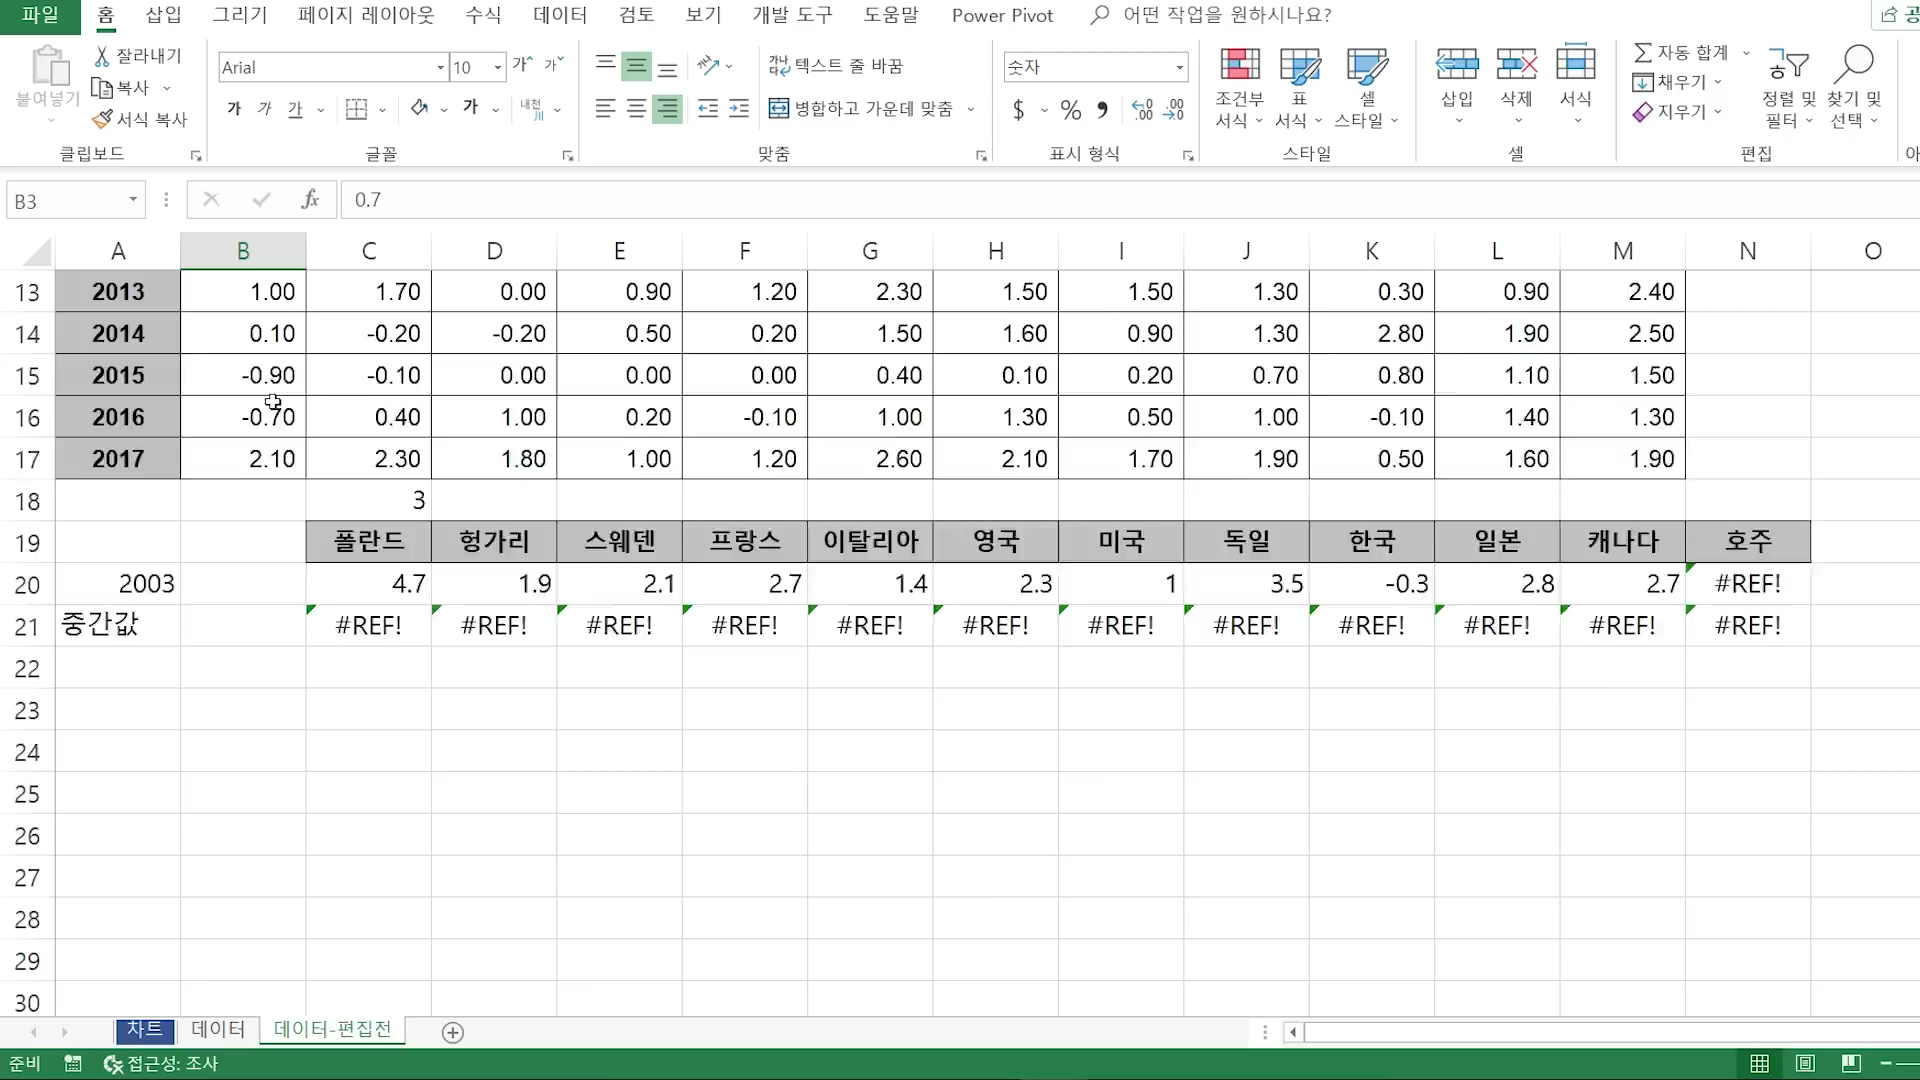 파일 홈 삽입 그리기 페이지 레이아웃 수식 데이터 검토 보기 개발 도구 도움말 Power Pivot 어떤 작업을 원하시나요?
붙여넣기 잘라내기 복사 서식 복사 클립보드
Arial 10 가 가 가 가 가 가 내천 글꼴
텍스트 줄 바꿈 병합하고 가운데 맞춤 맞춤
숫자 $ % 표시 형식
조건부 서식 표 서식 셀 스타일 스타일
삽입 삭제 서식 셀
자동 합계 채우기 지우기 정렬 및 필터 찾기 및 선택 편집
B3 fx 0.7
A B C D E F G H I J K L M N O
13 2013 1.00 1.70 0.00 0.90 1.20 2.30 1.50 1.50 1.30 0.30 0.90 2.40
14 2014 0.10 -0.20 -0.20 0.50 0.20 1.50 1.60 0.90 1.30 2.80 1.90 2.50
15 2015 -0.90 -0.10 0.00 0.00 0.00 0.40 0.10 0.20 0.70 0.80 1.10 1.50
16 2016 -0.70 0.40 1.00 0.20 -0.10 1.00 1.30 0.50 1.00 -0.10 1.40 1.30
17 2017 2.10 2.30 1.80 1.00 1.20 2.60 2.10 1.70 1.90 0.50 1.60 1.90
18 3
19 폴란드 헝가리 스웨덴 프랑스 이탈리아 영국 미국 독일 한국 일본 캐나다 호주
20 2003 4.7 1.9 2.1 2.7 1.4 2.3 1 3.5 -0.3 2.8 2.7 #REF!
21 중간값 #REF! #REF! #REF! #REF! #REF! #REF! #REF! #REF! #REF! #REF! #REF! #REF!
22
23
24
25
26
27
28
29
30
차트 데이터 데이터-편집전
준비 접근성: 조사